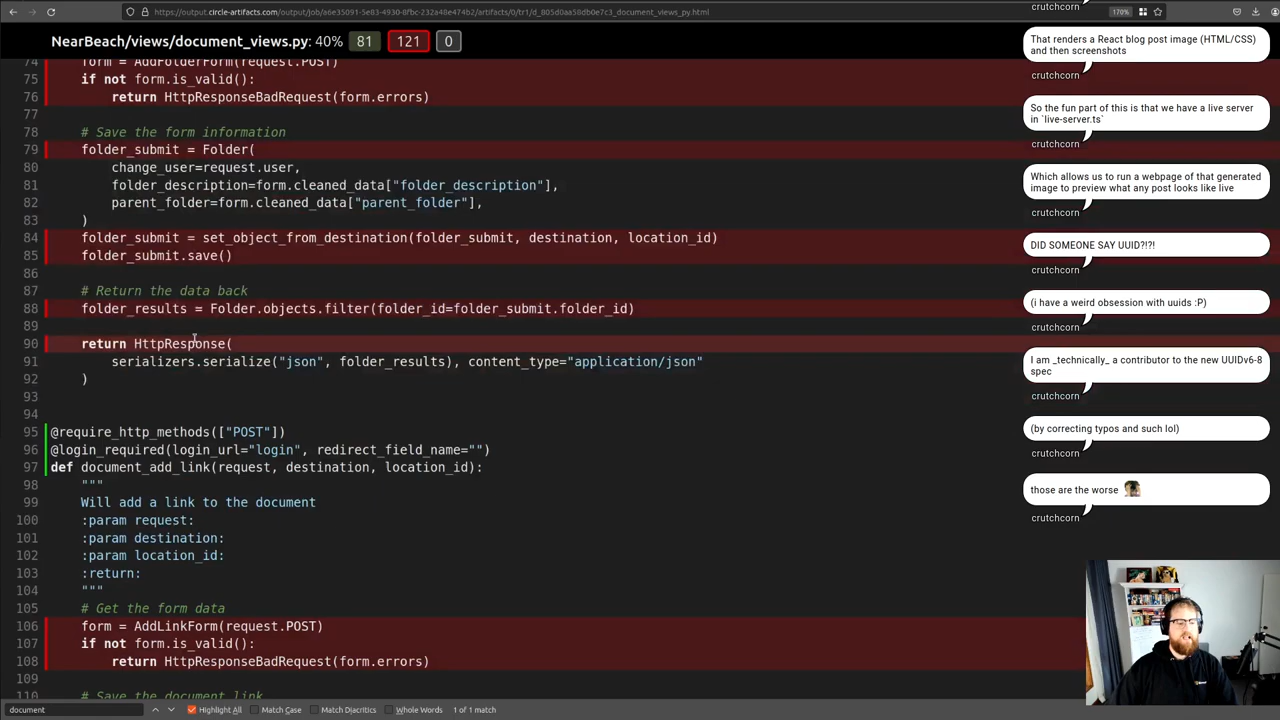 https://output.circle-artifacts.com/output/job/a6e35091-5e83-4930-8fbc-232a48e474b2/artifacts/0/tr1/d_805d0aa58db0e7c3_document_views_py.html
170%
NearBeach/views/document_views.py: 40% 81 121 0
74 form = AddFolderForm(request.POST)
75 if not form.is_valid():
76 return HttpResponseBadRequest(form.errors)
77
78 # Save the form information
79 folder_submit = Folder(
80 change_user=request.user,
81 folder_description=form.cleaned_data["folder_description"],
82 parent_folder=form.cleaned_data["parent_folder"],
83 )
84 folder_submit = set_object_from_destination(folder_submit, destination, location_id)
85 folder_submit.save()
86
87 # Return the data back
88 folder_results = Folder.objects.filter(folder_id=folder_submit.folder_id)
89
90 return HttpResponse(
91 serializers.serialize("json", folder_results), content_type="application/json"
92 )
93
94
95 @require_http_methods(["POST"])
96 @login_required(login_url="login", redirect_field_name="")
97 def document_add_link(request, destination, location_id):
98 """
99 Will add a link to the document
100 :param request:
101 :param destination:
102 :param location_id:
103 :return:
104 """
105 # Get the form data
106 form = AddLinkForm(request.POST)
107 if not form.is_valid():
108 return HttpResponseBadRequest(form.errors)
109
110 # Save the document link
document
Highlight All
Match Case
Match Diacritics
Whole Words
1 of 1 match
crutchcorn
That renders a React blog post image (HTML/CSS)
and then screenshots
crutchcorn
So the fun part of this is that we have a live server
in `live-server.ts`
crutchcorn
Which allows us to run a webpage of that generated
image to preview what any post looks like live
crutchcorn
DID SOMEONE SAY UUID?!?!
crutchcorn
(i have a weird obsession with uuids :P)
crutchcorn
I am _technically_ a contributor to the new UUIDv6-8
spec
crutchcorn
(by correcting typos and such lol)
crutchcorn
those are the worse
crutchcorn